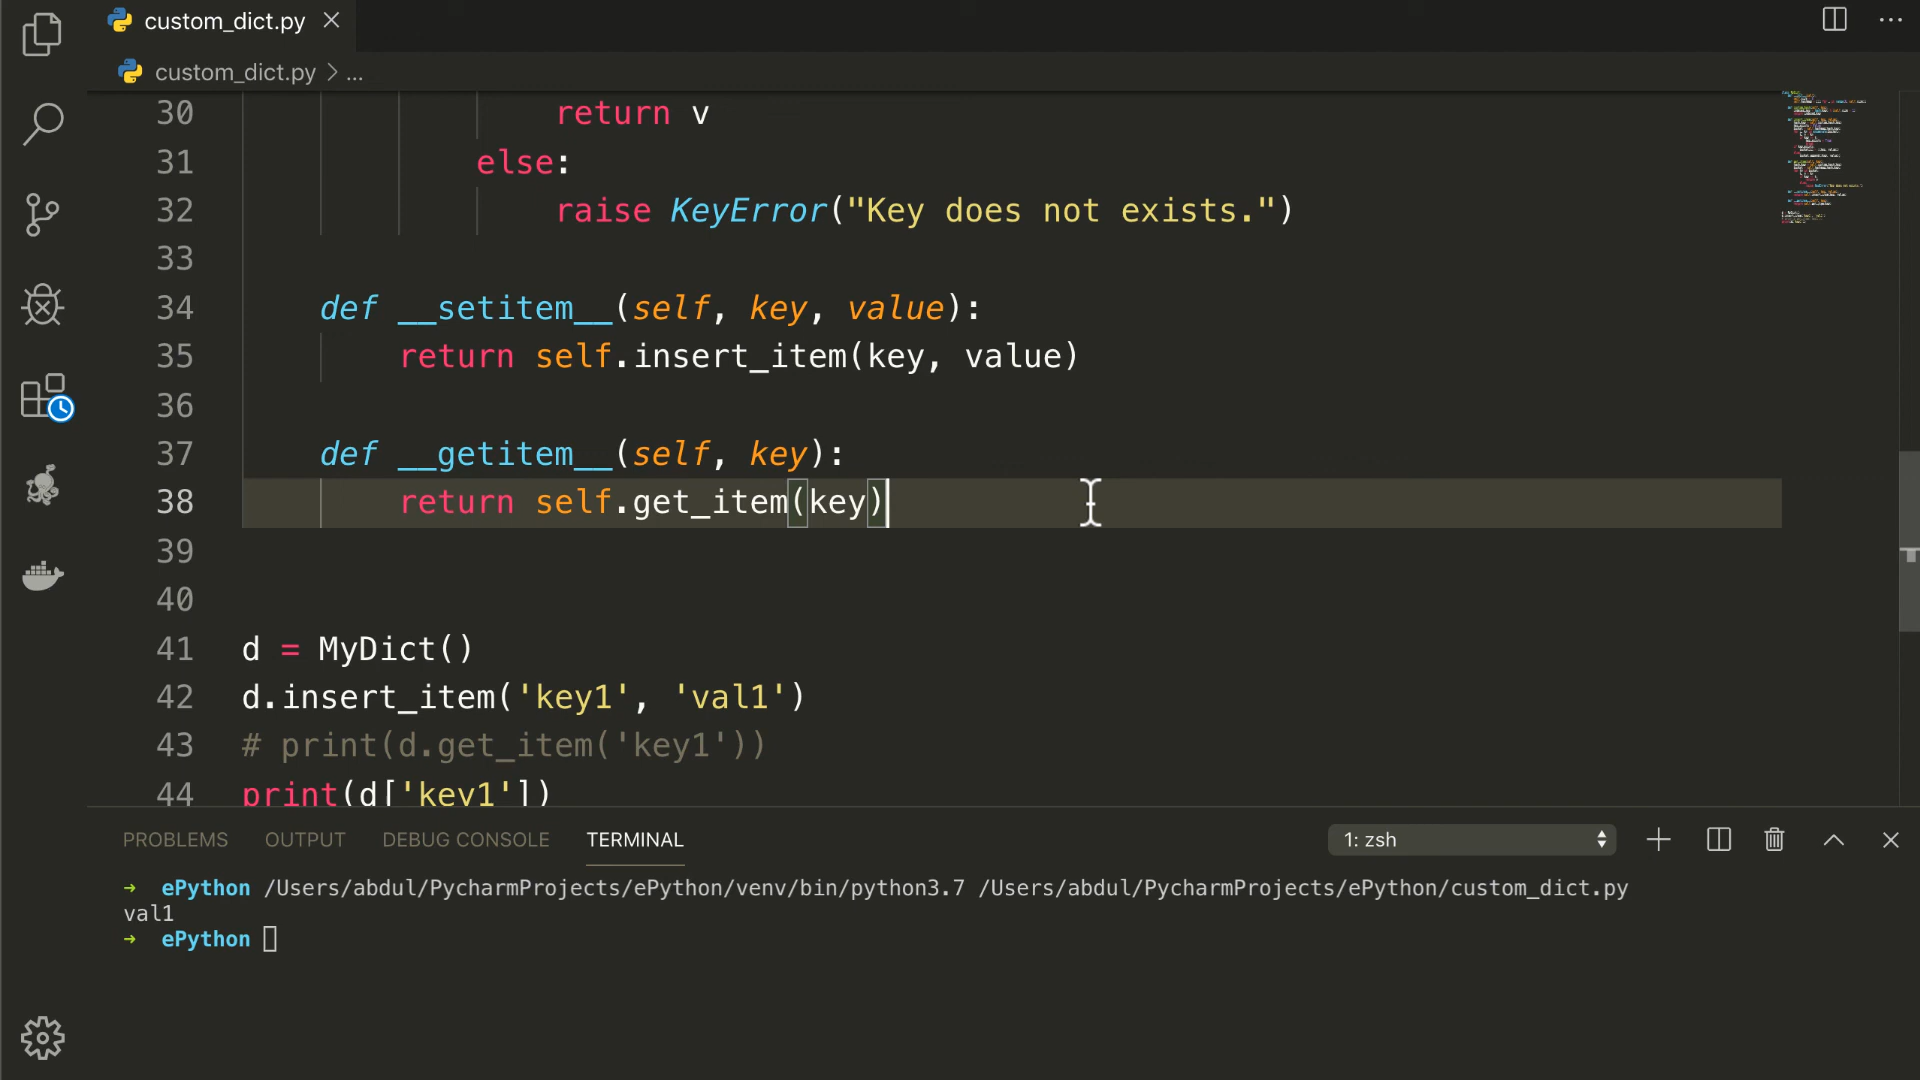 custom_dict.py
custom_dict.py > ...
30 return v
31 else:
32 raise KeyError("Key does not exists.")
33
34 def __setitem__(self, key, value):
35 return self.insert_item(key, value)
36
37 def __getitem__(self, key):
38 return self.get_item(key)
39
40
41 d = MyDict()
42 d.insert_item('key1', 'val1')
43 # print(d.get_item('key1'))
44 print(d['key1'])
PROBLEMS OUTPUT DEBUG CONSOLE TERMINAL 1: zsh
➜ ePython /Users/abdul/PycharmProjects/ePython/venv/bin/python3.7 /Users/abdul/PycharmProjects/ePython/custom_dict.py
val1
➜ ePython